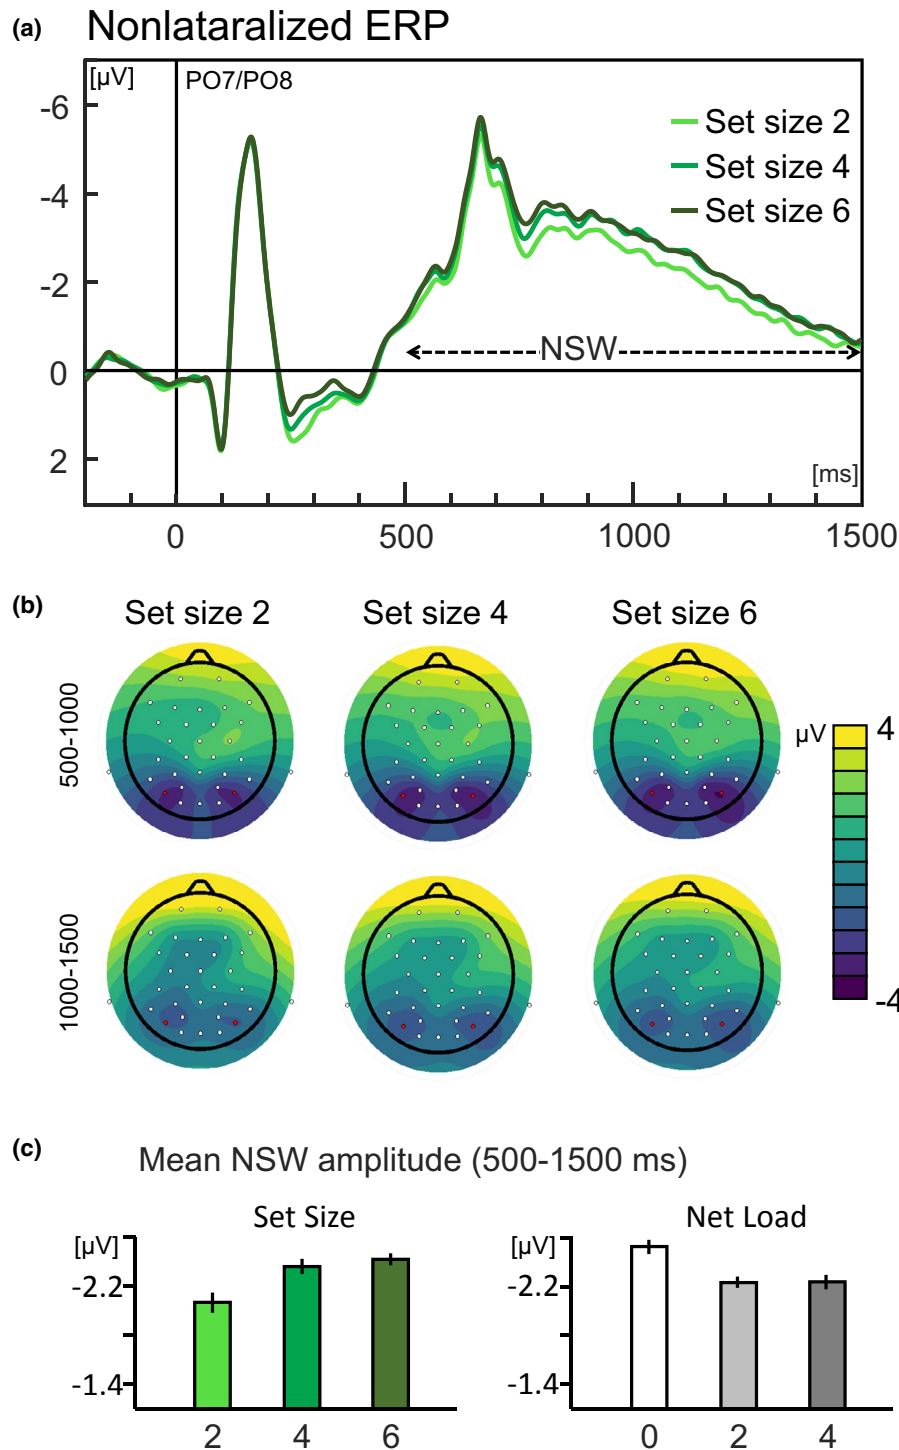 (a) Nonlataralized ERP
[µV]
PO7/PO8
-6
-4
-2
0
2
Set size 2
Set size 4
Set size 6
NSW
[ms]
0 500 1000 1500
(b)
Set size 2 Set size 4 Set size 6
500-1000
1000-1500
µV
4
-4
(c)
Mean NSW amplitude (500-1500 ms)
Set Size
[µV]
-2.2
-1.4
2 4 6
Net Load
[µV]
-2.2
-1.4
0 2 4